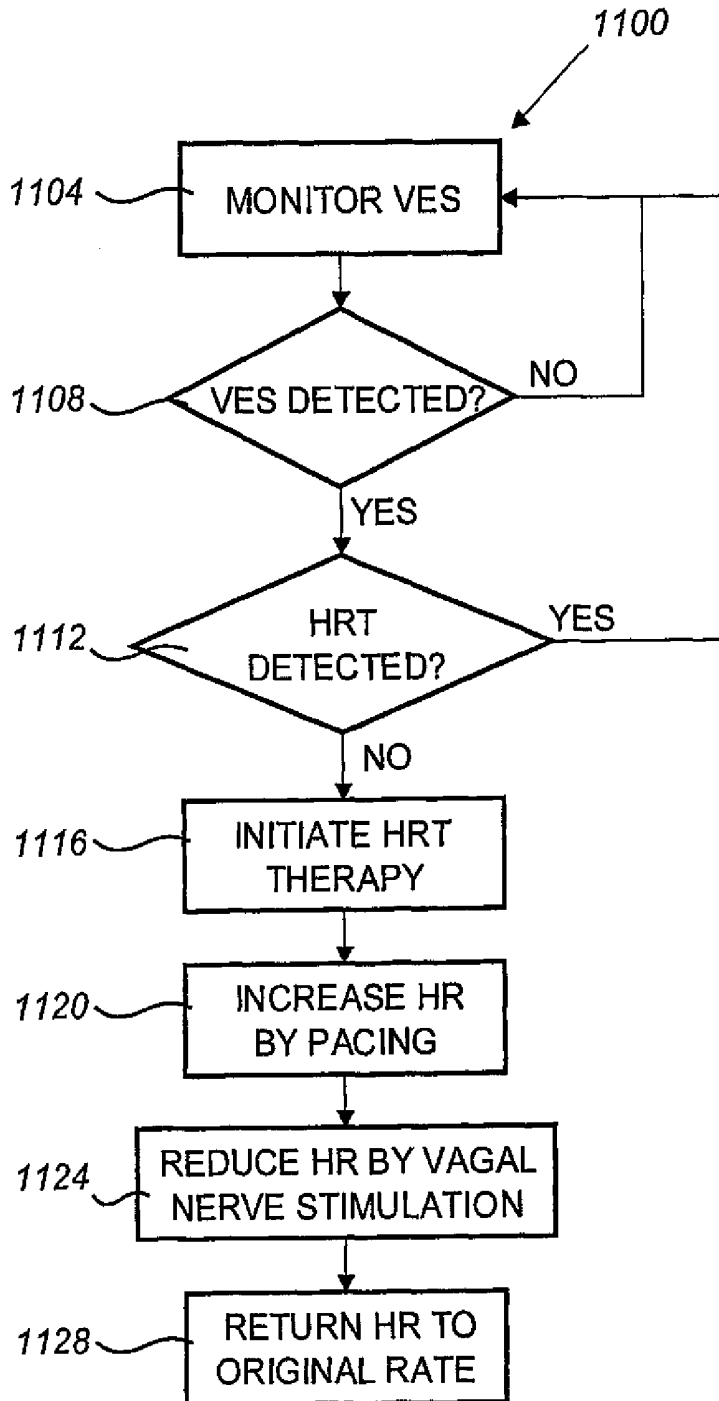 1100
1104
MONITOR VES
1108
VES DETECTED?
NO
YES
1112
HRT
DETECTED?
YES
NO
1116
INITIATE HRT
THERAPY
1120
INCREASE HR
BY PACING
1124
REDUCE HR BY VAGAL
NERVE STIMULATION
1128
RETURN HR TO
ORIGINAL RATE